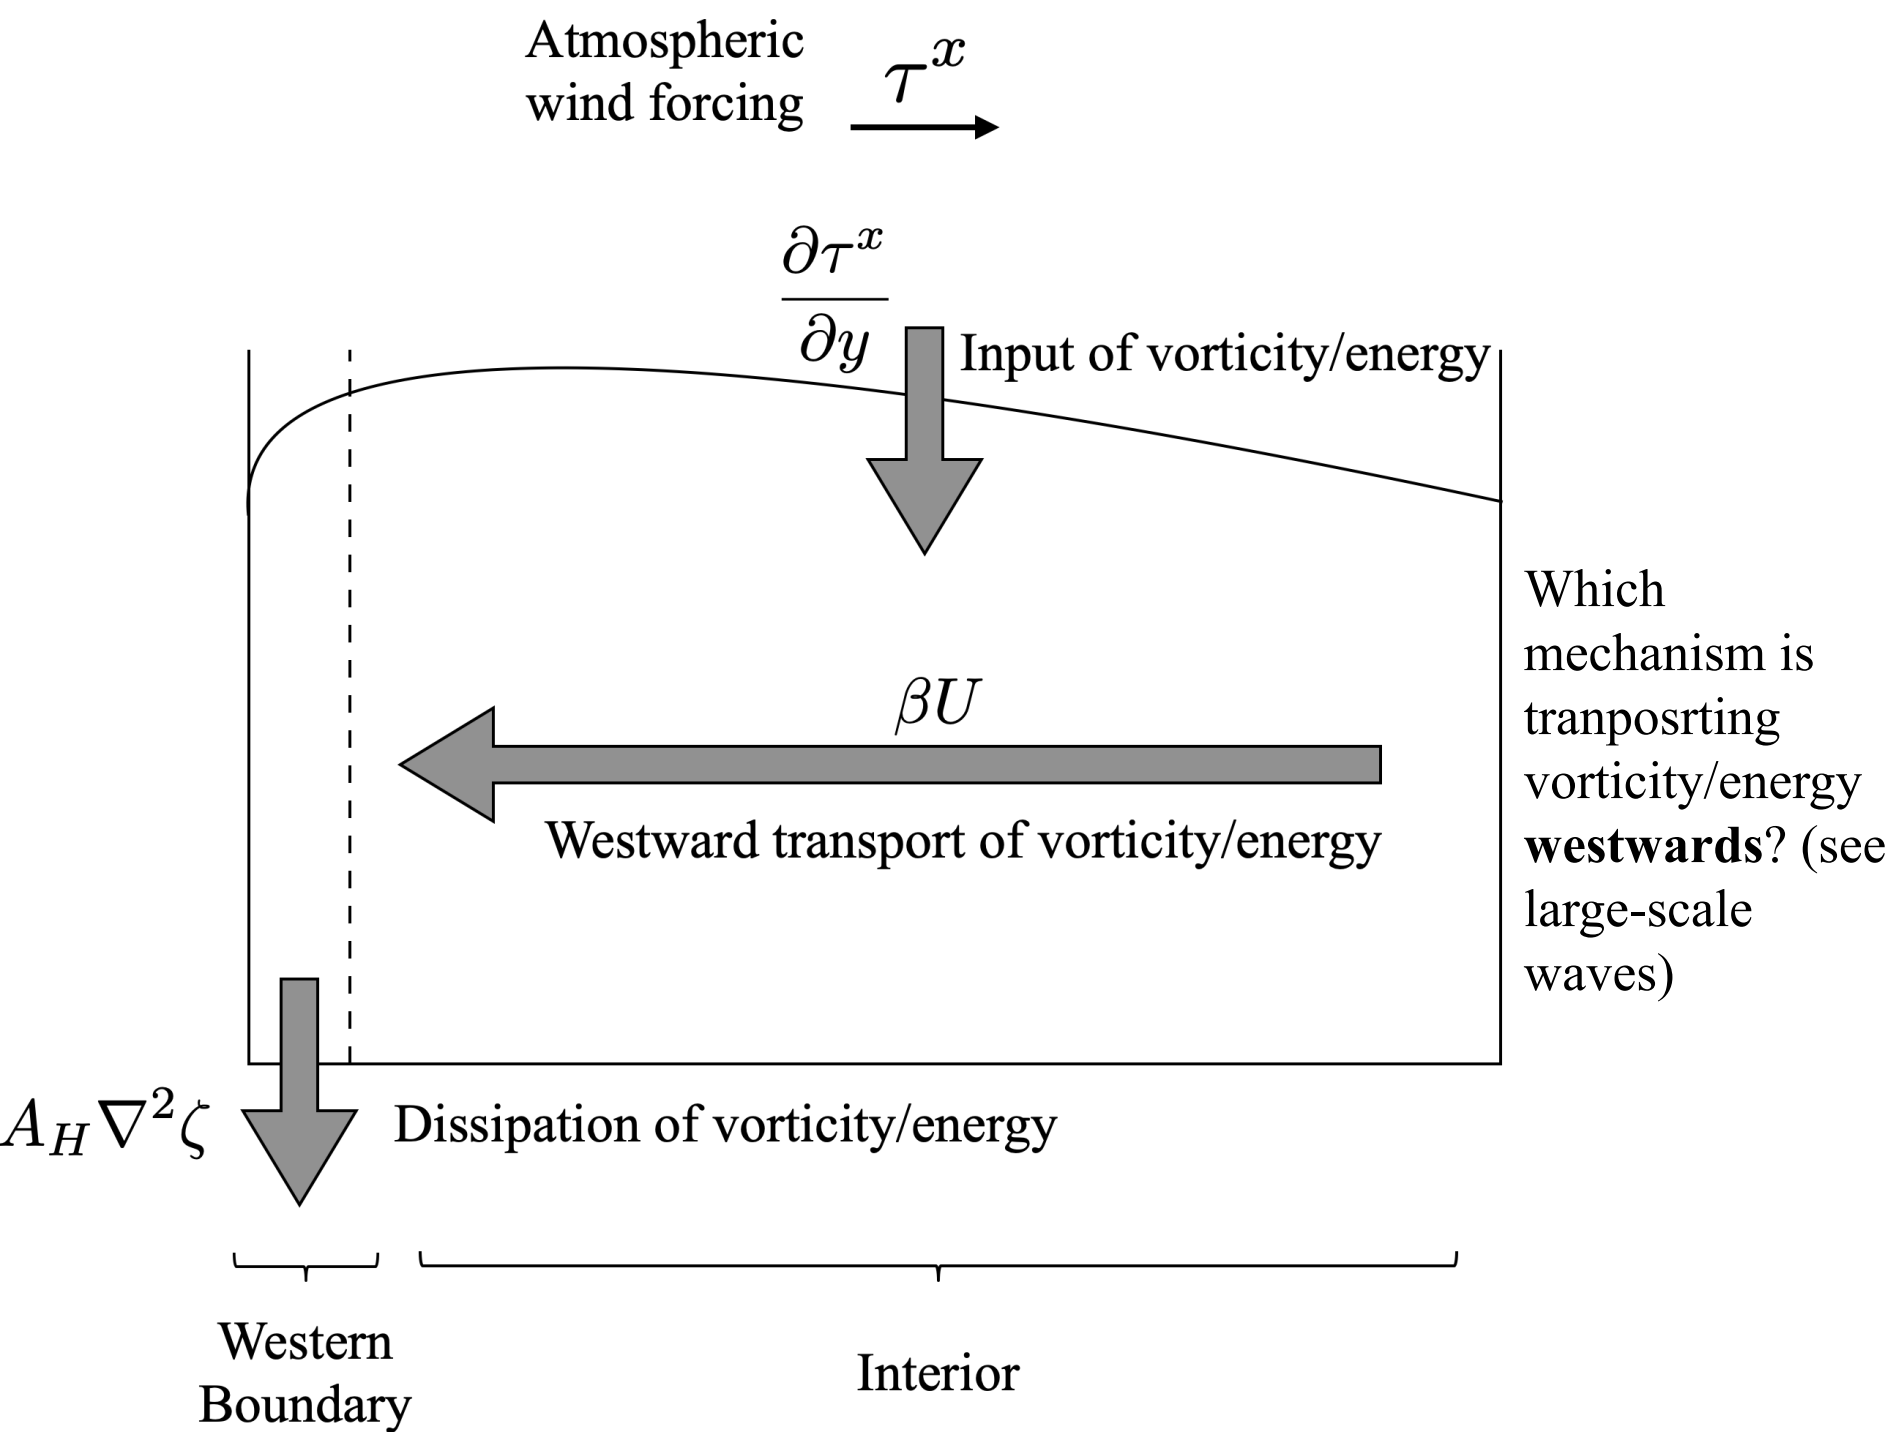 Atmospheric
wind forcing
τ^x
∂τ^x
∂y
Input of vorticity/energy
βU
Westward transport of vorticity/energy
Which
mechanism is
tranposrting
vorticity/energy
westwards? (see
large-scale
waves)
A_H∇²ζ
Dissipation of vorticity/energy
Western
Boundary
Interior